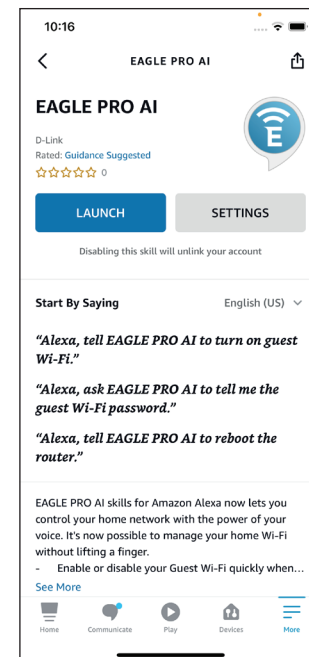 10:16
EAGLE PRO AI
EAGLE PRO AI
D-Link
Rated: Guidance Suggested
0
E
LAUNCH
SETTINGS
Disabling this skill will unlink your account
Start By Saying
English (US)
“Alexa, tell EAGLE PRO AI to turn on guest
Wi-Fi.”
“Alexa, ask EAGLE PRO AI to tell me the
guest Wi-Fi password.”
“Alexa, tell EAGLE PRO AI to reboot the
router.”
EAGLE PRO AI skills for Amazon Alexa now lets you
control your home network with the power of your
voice. It's now possible to manage your home Wi-Fi
without lifting a finger.
- Enable or disable your Guest Wi-Fi quickly when...
See More
Home
Communicate
Play
Devices
More